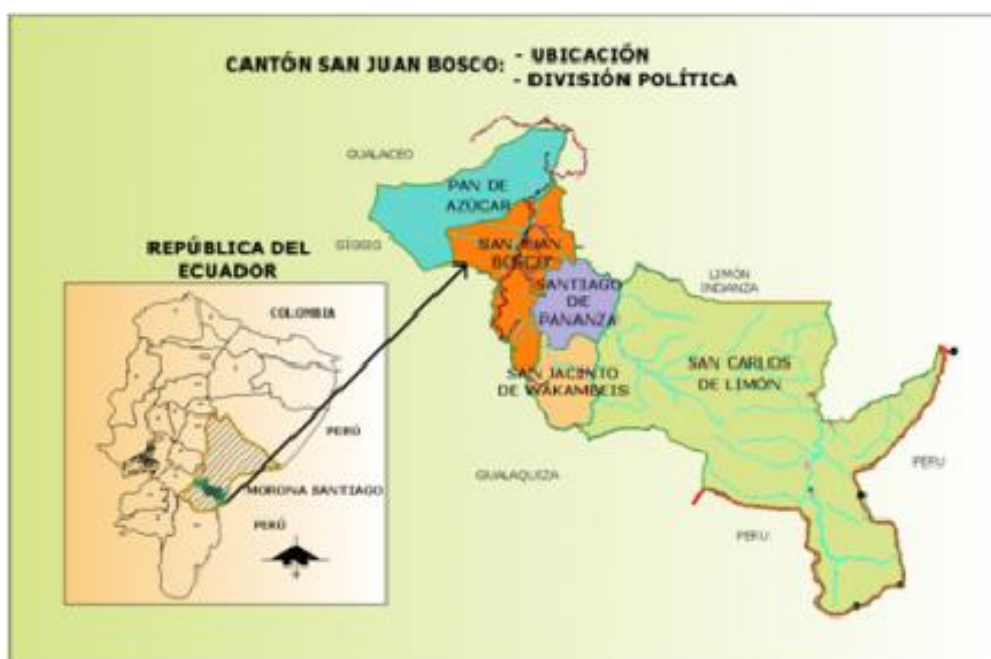 CANTÓN SAN JUAN BOSCO: - UBICACIÓN
- DIVISIÓN POLÍTICA
GUALACEO
PAN DE
AZÚCAR
SIGSIG
SAN JUAN
BOSCO
REPÚBLICA DEL
ECUADOR
COLOMBIA
PERÚ
MORONA SANTIAGO
PERÚ
SANTIAGO
DE
PANANZA
LIMÓN
INDANZA
SAN JACINTO
DE WAKAMBEIS
SAN CARLOS
DE LIMÓN
GUALAQUIZA
PERU
PERU